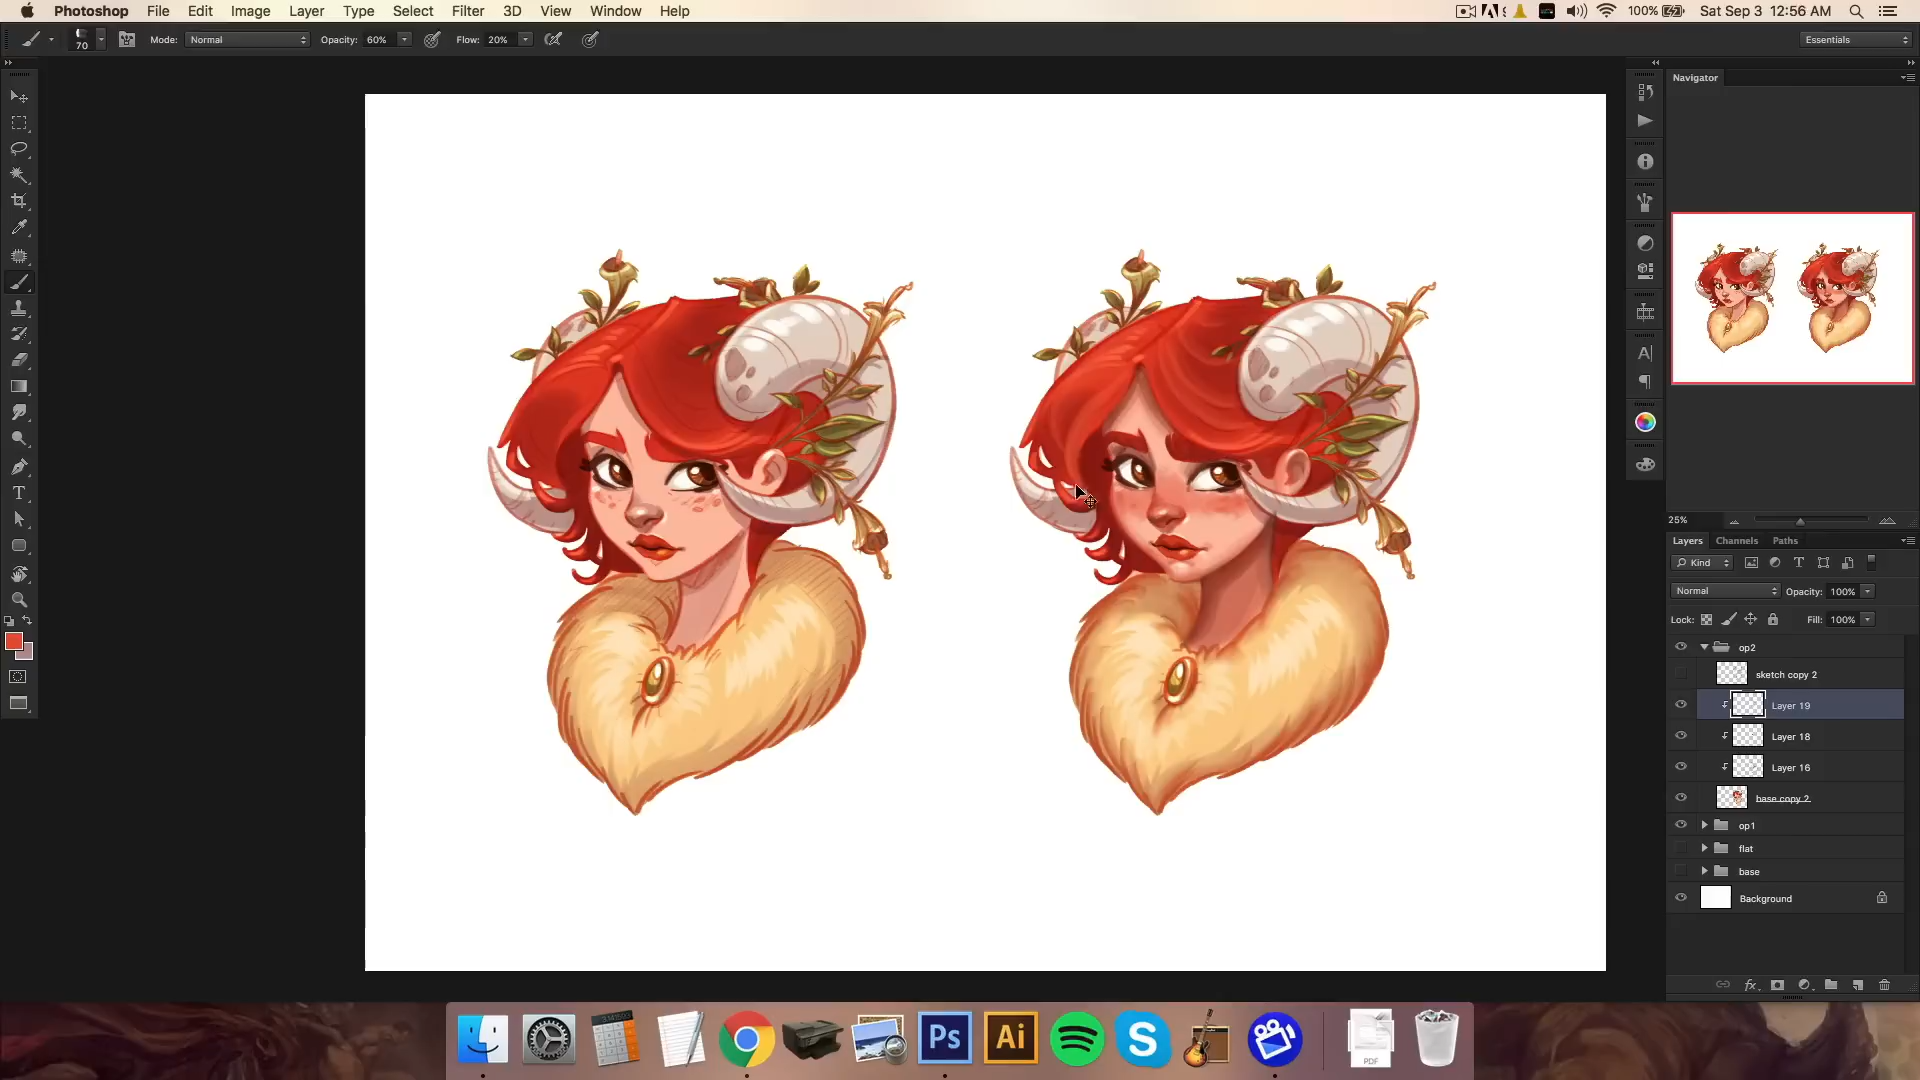 Photoshop File Edit Image Layer Type Select Filter 3D View Window Help 100% Sat Sep 3 12:56 AM
70 Mode: Normal Opacity: 60% Flow: 20% Essentials
Navigator
25%
Layers Channels Paths
Kind
Normal Opacity: 100%
Lock: Fill: 100%
op2
sketch copy 2
Layer 19
Layer 18
Layer 16
base copy 2
op1
flat
base
Background
Ps Ai
PDF